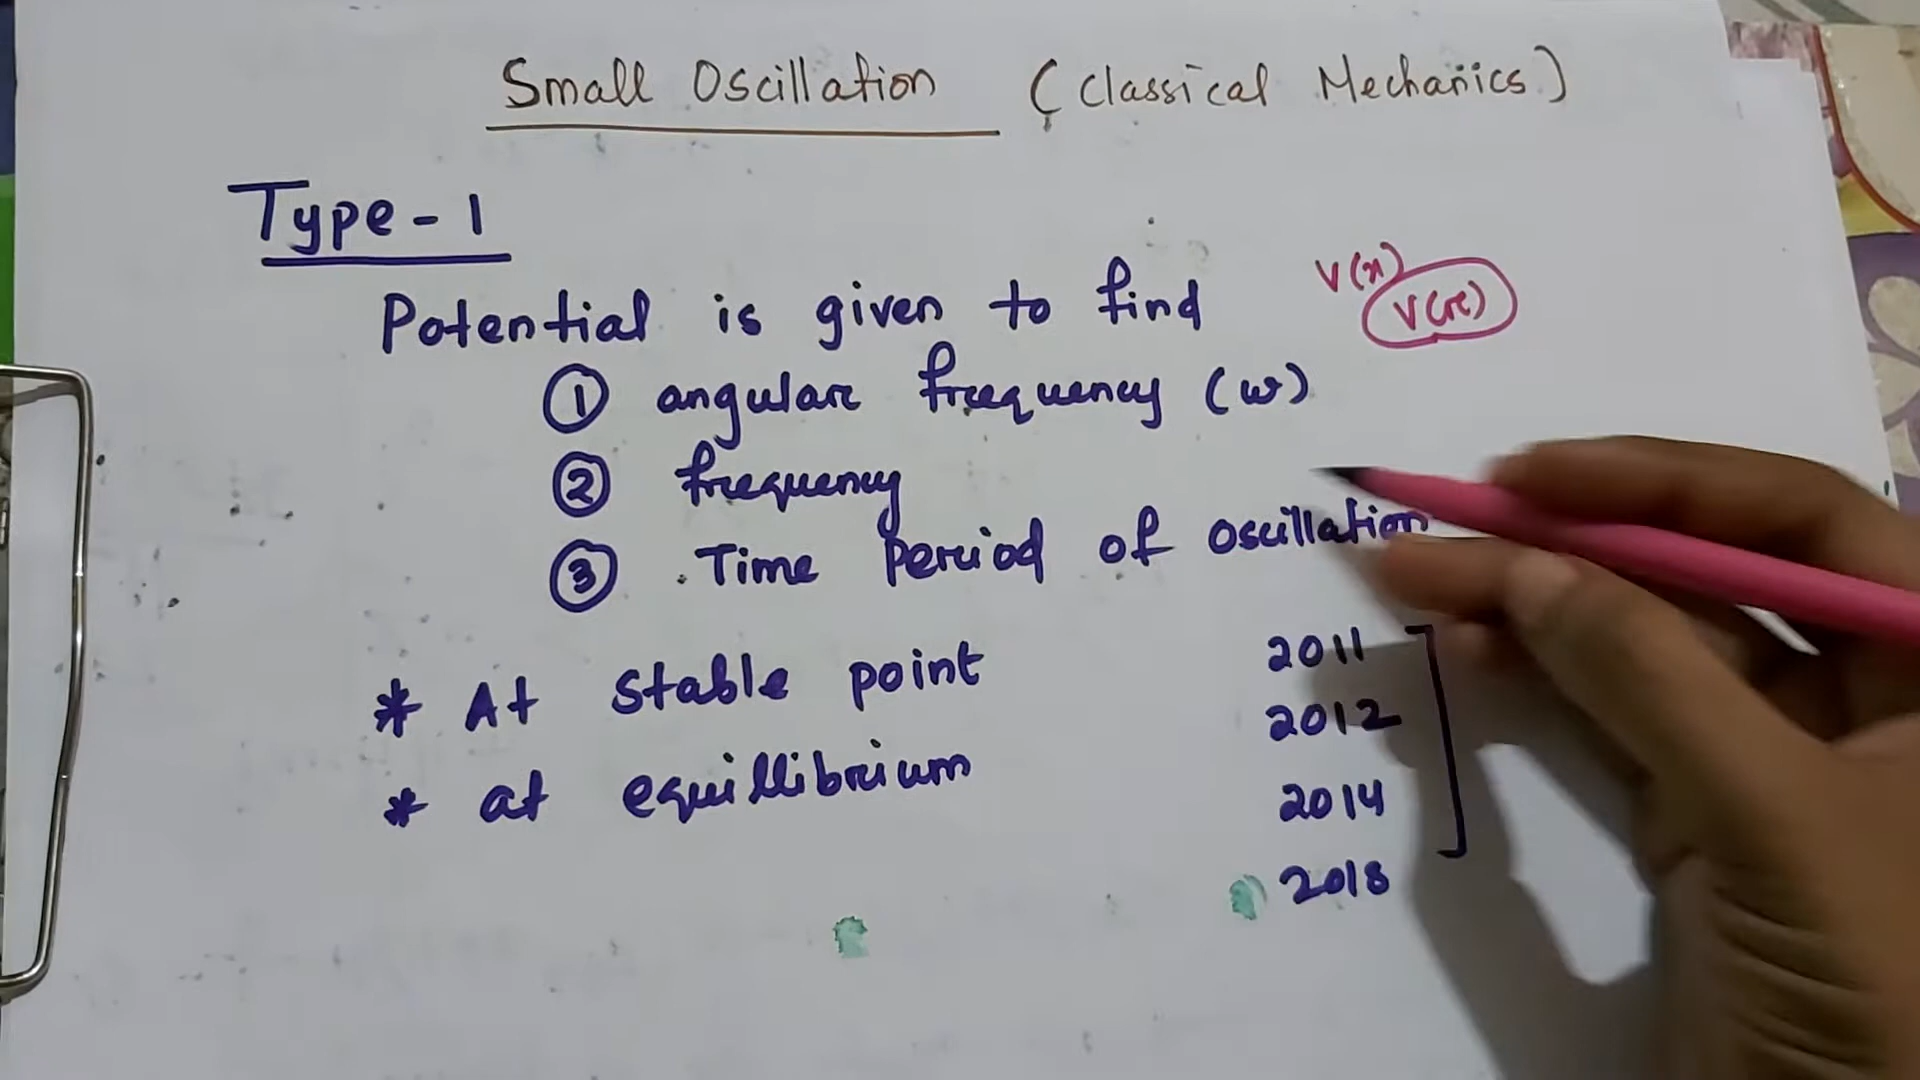 Small Oscillation (Classical Mechanics)
Type-1
Potential is given to find
V(x)
V(r)
① angular frequency (ω)
② frequency
③ Time Period of oscillation
* At stable point
* at equillibrium
2011
2012
2014
2018